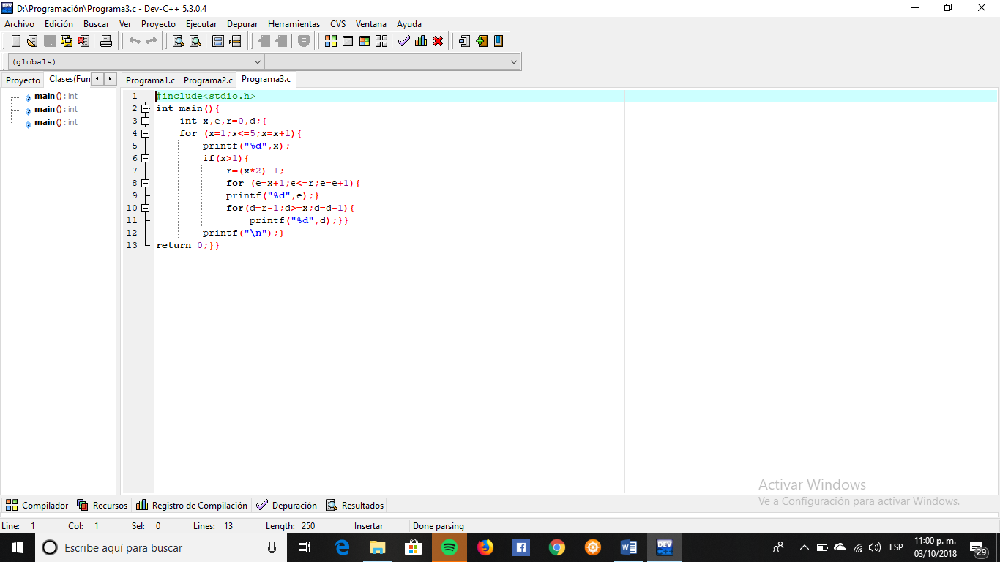 D:\Programación\Programa3.c - Dev-C++ 5.3.0.4
Archivo Edición Buscar Ver Proyecto Ejecutar Depurar Herramientas CVS Ventana Ayuda
(globals)
Proyecto Clases(Fun Programa1.c Programa2.c Programa3.c
main () : int
main () : int
main () : int
1 #include<stdio.h>
2 int main(){
3     int x,e,r=0,d;{
4     for (x=1;x<=5;x=x+1){
5         printf("%d",x);
6         if(x>1){
7             r=(x*2)-1;
8             for (e=x+1;e<=r;e=e+1){
9             printf("%d",e);}
10             for(d=r-1;d>=x;d=d-1){
11                 printf("%d",d);}}
12         printf("\n");}
13 return 0;}}
Activar Windows
Ve a Configuración para activar Windows.
Compilador Recursos Registro de Compilación Depuración Resultados
Line: 1 Col: 1 Sel: 0 Lines: 13 Length: 250 Insertar Done parsing
Escribe aquí para buscar
ESP
11:00 p. m.
03/10/2018
29
DEV